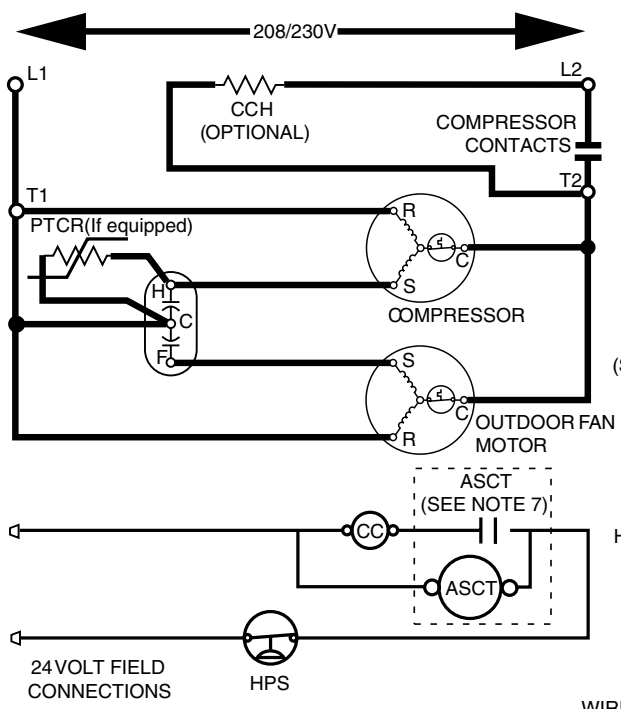 208/230V
L1
L2
CCH
(OPTIONAL)
COMPRESSOR
CONTACTS
T1
T2
PTCR(If equipped)
R
C
S
H
C
F
COMPRESSOR
S
C
R
OUTDOOR FAN
MOTOR
(S
ASCT
(SEE NOTE 7)
CC
H
ASCT
24 VOLT FIELD
CONNECTIONS
HPS
WIRI